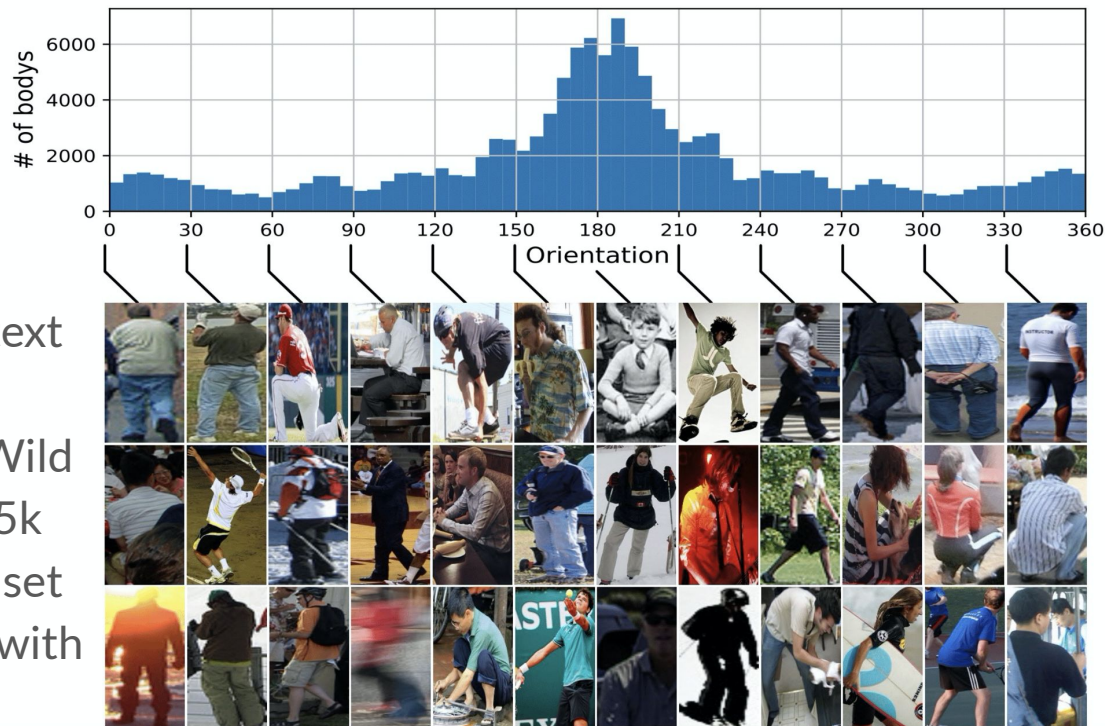 6000
4000
2000
0
# of bodys
0 30 60 90 120 150 180 210 240 270 300 330 360
Orientation
ext
Wild
5k
set
with
INSTRUCTOR
ASTE
EX